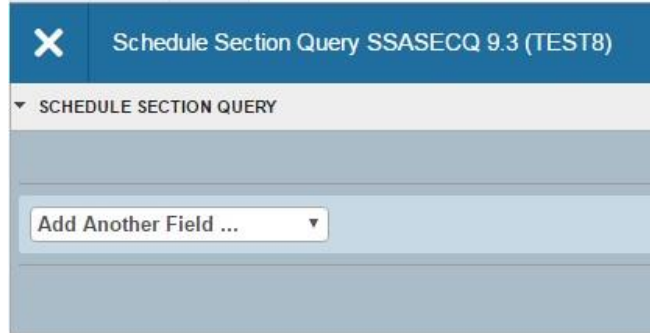 Schedule Section Query SSASECQ 9.3 (TEST8)
SCHEDULE SECTION QUERY
Add Another Field ...